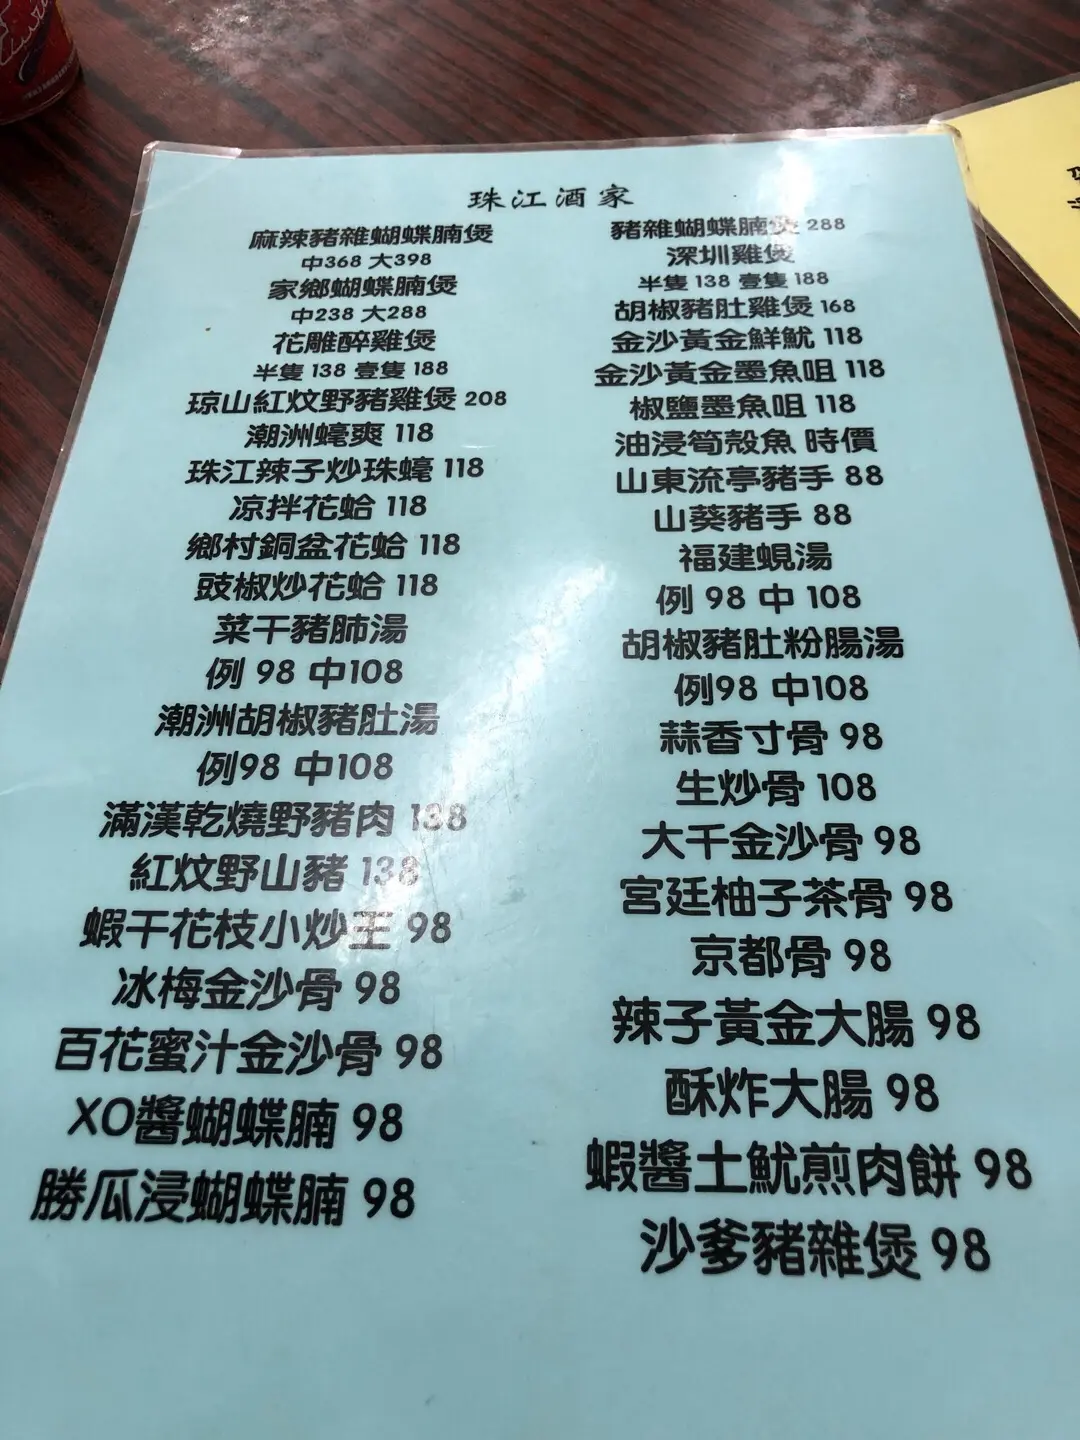 珠江酒家
麻辣豬雜蝴蝶腩煲
中368 大398
家鄉蝴蝶腩煲
中238 大288
花雕醉雞煲
半隻 138 壹隻 188
琼山紅炆野豬雞煲 208
潮洲蠔爽 118
珠江辣子炒珠蠔 118
凉拌花蛤 118
鄉村銅盆花蛤 118
豉椒炒花蛤 118
菜干豬肺湯
例 98 中108
潮洲胡椒豬肚湯
例98 中108
滿漢乾燒野豬肉 138
紅炆野山豬 138
蝦干花枝小炒王 98
冰梅金沙骨 98
百花蜜汁金沙骨 98
XO醬蝴蝶腩 98
勝瓜浸蝴蝶腩 98
豬雜蝴蝶腩煲 288
深圳雞煲
半隻 138 壹隻 188
胡椒豬肚雞煲 168
金沙黃金鮮魷 118
金沙黃金墨魚咀 118
椒鹽墨魚咀 118
油浸筍殼魚 時價
山東流亭豬手 88
山葵豬手 88
福建蜆湯
例 98 中 108
胡椒豬肚粉腸湯
例98 中108
蒜香寸骨 98
生炒骨 108
大千金沙骨 98
宮廷柚子茶骨 98
京都骨 98
辣子黃金大腸 98
酥炸大腸 98
蝦醬土魷煎肉餅 98
沙爹豬雜煲 98